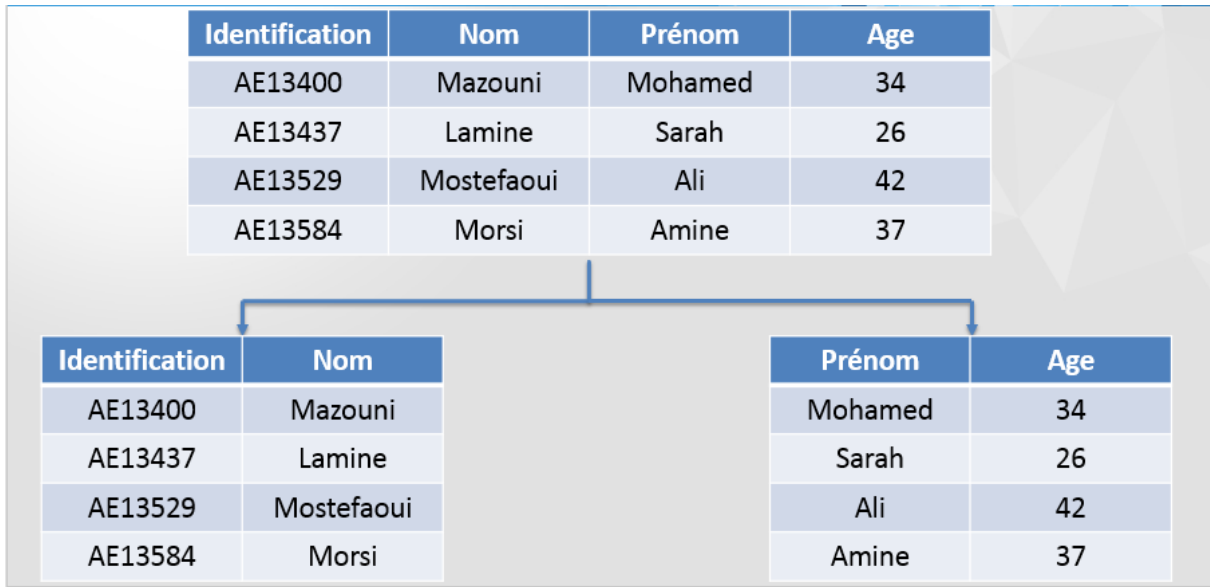 Identification Nom Prénom Age
AE13400 Mazouni Mohamed 34
AE13437 Lamine Sarah 26
AE13529 Mostefaoui Ali 42
AE13584 Morsi Amine 37
Identification Nom
AE13400 Mazouni
AE13437 Lamine
AE13529 Mostefaoui
AE13584 Morsi
Prénom Age
Mohamed 34
Sarah 26
Ali 42
Amine 37